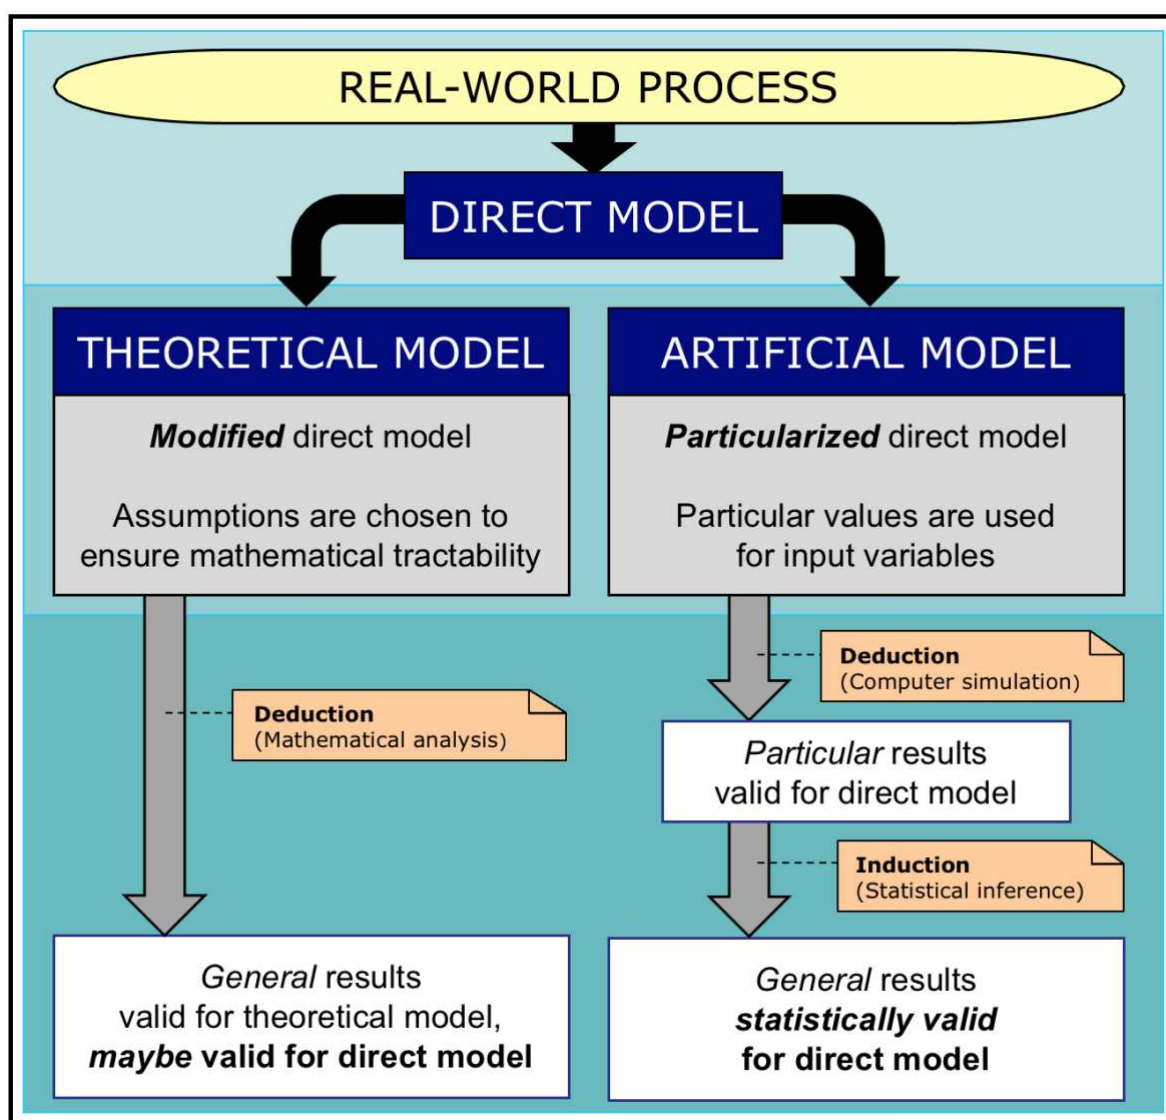 REAL-WORLD PROCESS
DIRECT MODEL
THEORETICAL MODEL
Modified direct model
Assumptions are chosen to
ensure mathematical tractability
Deduction
(Mathematical analysis)
General results
valid for theoretical model,
maybe valid for direct model
ARTIFICIAL MODEL
Particularized direct model
Particular values are used
for input variables
Deduction
(Computer simulation)
Particular results
valid for direct model
Induction
(Statistical inference)
General results
statistically valid
for direct model